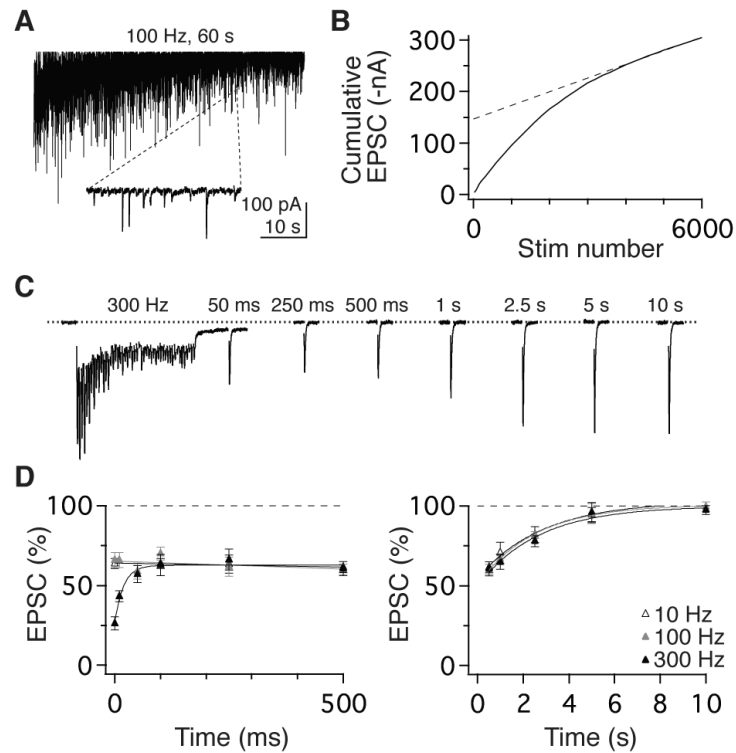 A
100 Hz, 60 s
100 pA
10 s
B
300
200
100
0
Cumulative
EPSC (-nA)
0
6000
Stim number
C
300 Hz 50 ms 250 ms 500 ms 1 s 2.5 s 5 s 10 s
D
100
50
0
EPSC (%)
0
500
Time (ms)
100
50
0
EPSC (%)
10 Hz
100 Hz
300 Hz
0 2 4 6 8 10
Time (s)